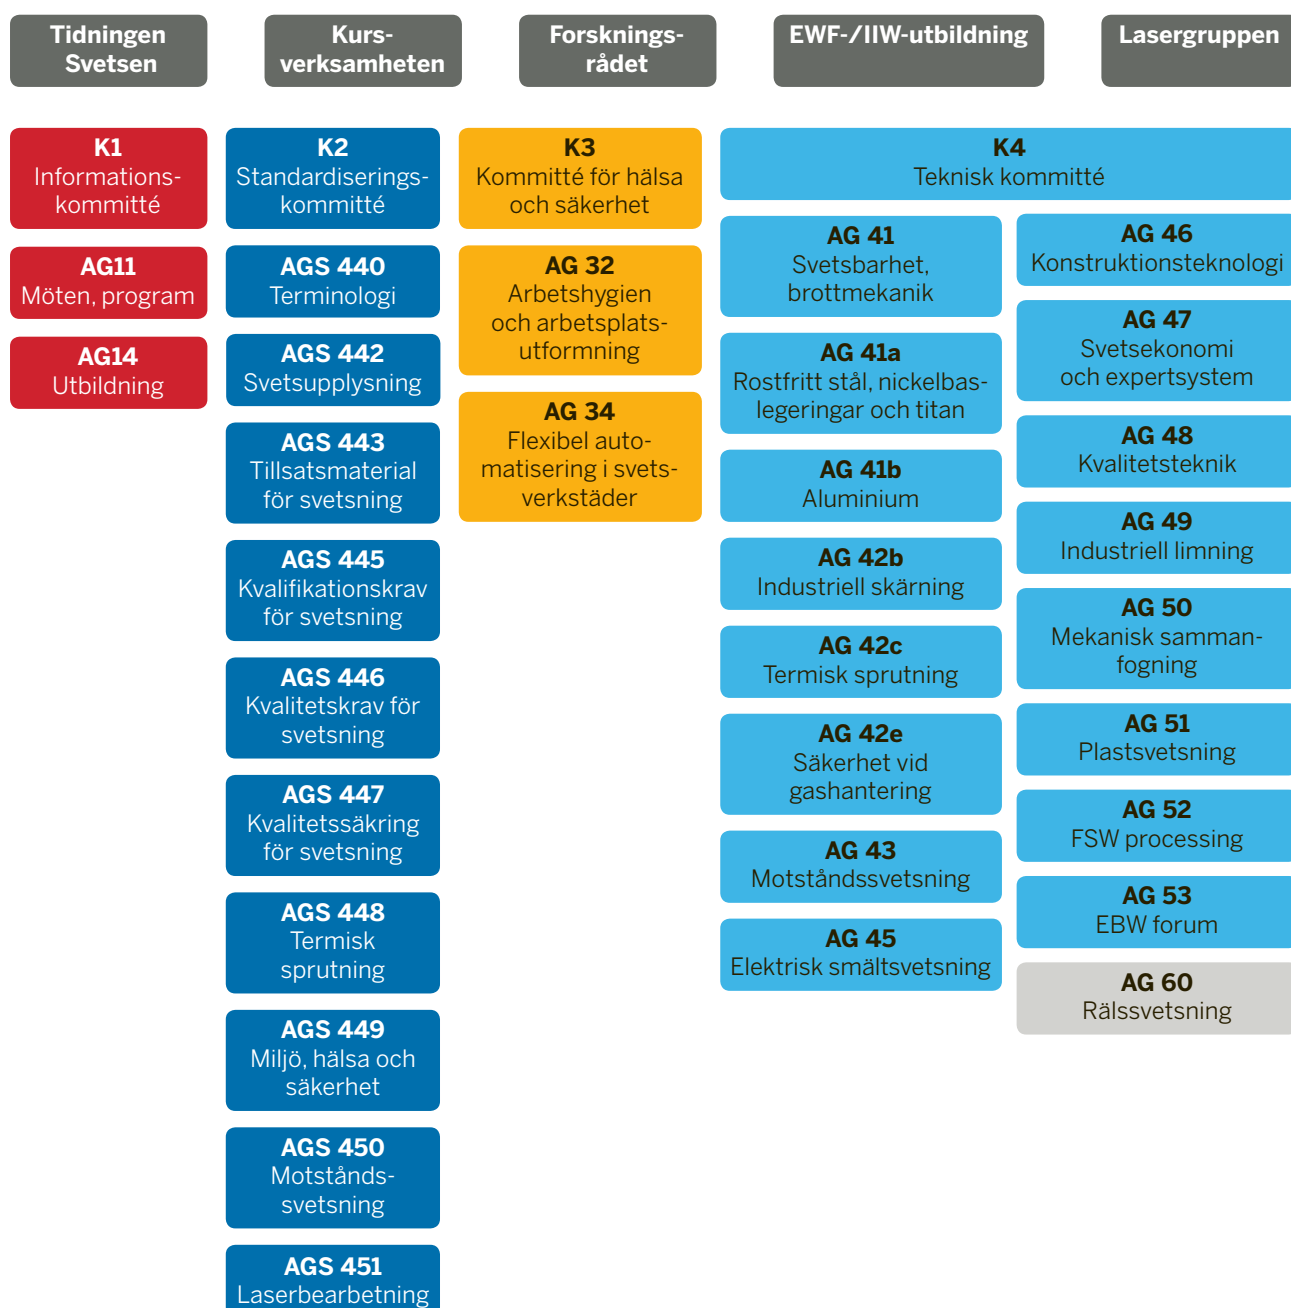 Tidningen
Svetsen
Kurs-
verksamheten
Forsknings-
rådet
EWF-/IIW-utbildning
Lasergruppen
K1
Informations-
kommitté
AG11
Möten, program
AG14
Utbildning
K2
Standardiserings-
kommitté
AGS 440
Terminologi
AGS 442
Svetsupplysning
AGS 443
Tillsatsmaterial
för svetsning
AGS 445
Kvalifikationskrav
för svetsning
AGS 446
Kvalitetskrav för
svetsning
AGS 447
Kvalitetssäkring
för svetsning
AGS 448
Termisk
sprutning
AGS 449
Miljö, hälsa och
säkerhet
AGS 450
Motstånds-
svetsning
AGS 451
Laserbearbetning
K3
Kommitté för hälsa
och säkerhet
AG 32
Arbetshygien
och arbetsplats-
utformning
AG 34
Flexibel auto-
matisering i svets-
verkstäder
K4
Teknisk kommitté
AG 41
Svetsbarhet,
brottmekanik
AG 41a
Rostfritt stål, nickelbas-
legeringar och titan
AG 41b
Aluminium
AG 42b
Industriell skärning
AG 42c
Termisk sprutning
AG 42e
Säkerhet vid
gashantering
AG 43
Motståndssvetsning
AG 45
Elektrisk smältsvetsning
AG 46
Konstruktionsteknologi
AG 47
Svetsekonomi
och expertsystem
AG 48
Kvalitetsteknik
AG 49
Industriell limning
AG 50
Mekanisk samman-
fogning
AG 51
Plastsvetsning
AG 52
FSW processing
AG 53
EBW forum
AG 60
Rälssvetsning